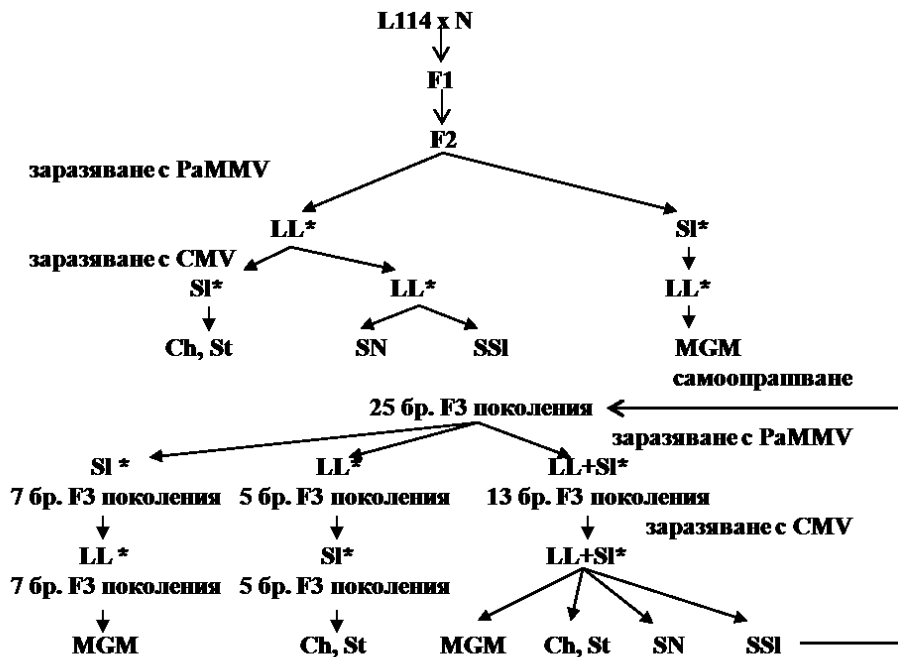 L114 x N
F1
F2
заразяване с PaMMV
LL* Sl*
заразяване с CMV
Sl* LL* LL*
Ch, St SN SSl MGM
самоопрашване
25 бр. F3 поколения
заразяване с PaMMV
Sl * LL* LL+Sl*
7 бр. F3 поколения 5 бр. F3 поколения 13 бр. F3 поколения
заразяване с CMV
LL * Sl* LL+Sl*
7 бр. F3 поколения 5 бр. F3 поколения
MGM Ch, St MGM Ch, St SN SSl